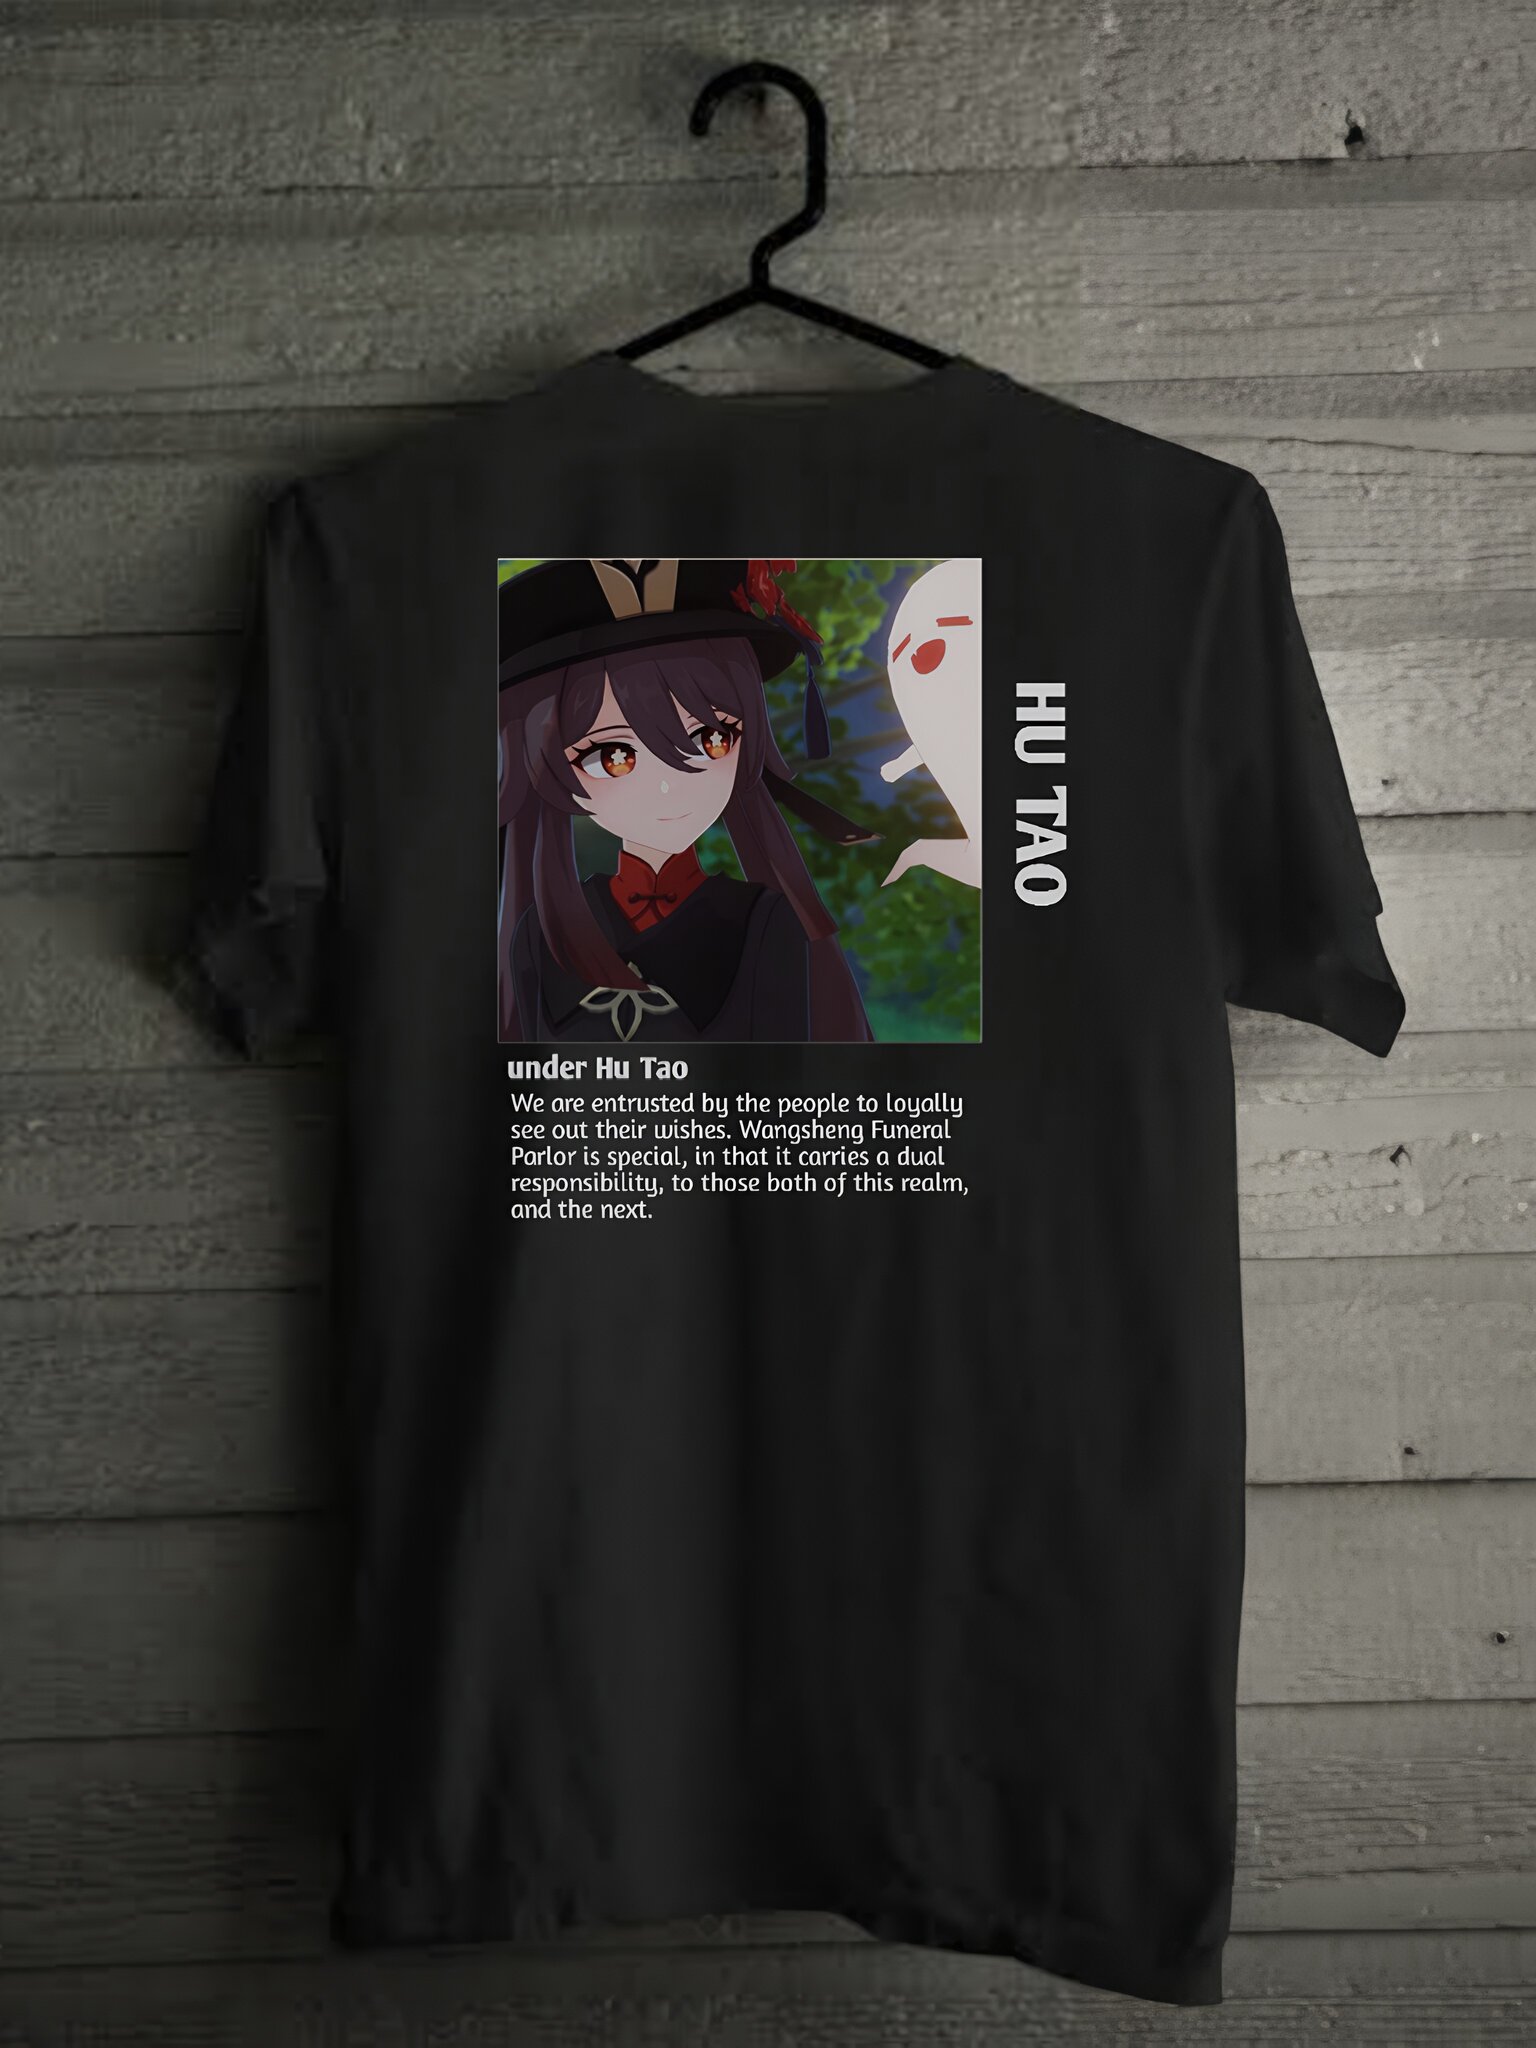 HU TAO
under Hu Tao
We are entrusted by the people to loyally
see out their wishes. Wangsheng Funeral
Parlor is special, in that it carries a dual
responsibility, to those both of this realm,
and the next.